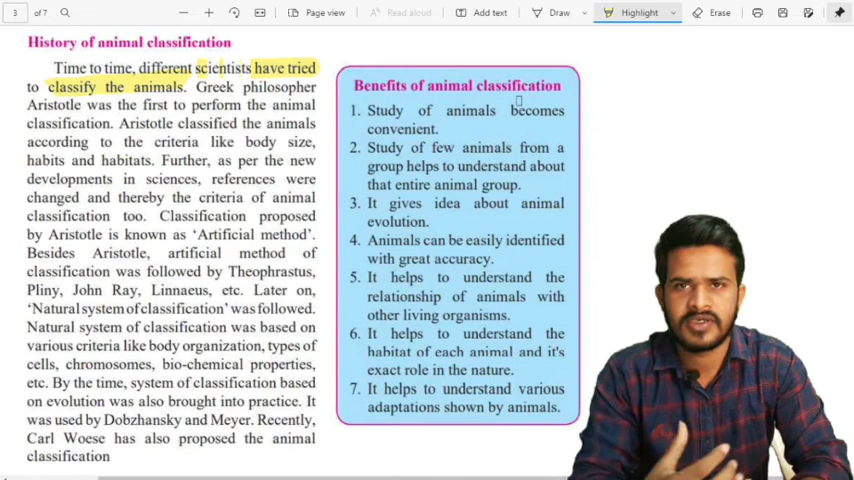 3 of 7
Page view
Read aloud
Add text
Draw
Highlight
Erase
History of animal classification
Time to time, different scientists have tried
to classify the animals. Greek philosopher
Aristotle was the first to perform the animal
classification. Aristotle classified the animals
according to the criteria like body size,
habits and habitats. Further, as per the new
developments in sciences, references were
changed and thereby the criteria of animal
classification too. Classification proposed
by Aristotle is known as ‘Artificial method’.
Besides Aristotle, artificial method of
classification was followed by Theophrastus,
Pliny, John Ray, Linnaeus, etc. Later on,
‘Natural system of classification’ was followed.
Natural system of classification was based on
various criteria like body organization, types of
cells, chromosomes, bio-chemical properties,
etc. By the time, system of classification based
on evolution was also brought into practice. It
was used by Dobzhansky and Meyer. Recently,
Carl Woese has also proposed the animal
classification
Benefits of animal classification
1. Study of animals becomes
convenient.
2. Study of few animals from a
group helps to understand about
that entire animal group.
3. It gives idea about animal
evolution.
4. Animals can be easily identified
with great accuracy.
5. It helps to understand the
relationship of animals with
other living organisms.
6. It helps to understand the
habitat of each animal and it's
exact role in the nature.
7. It helps to understand various
adaptations shown by animals.